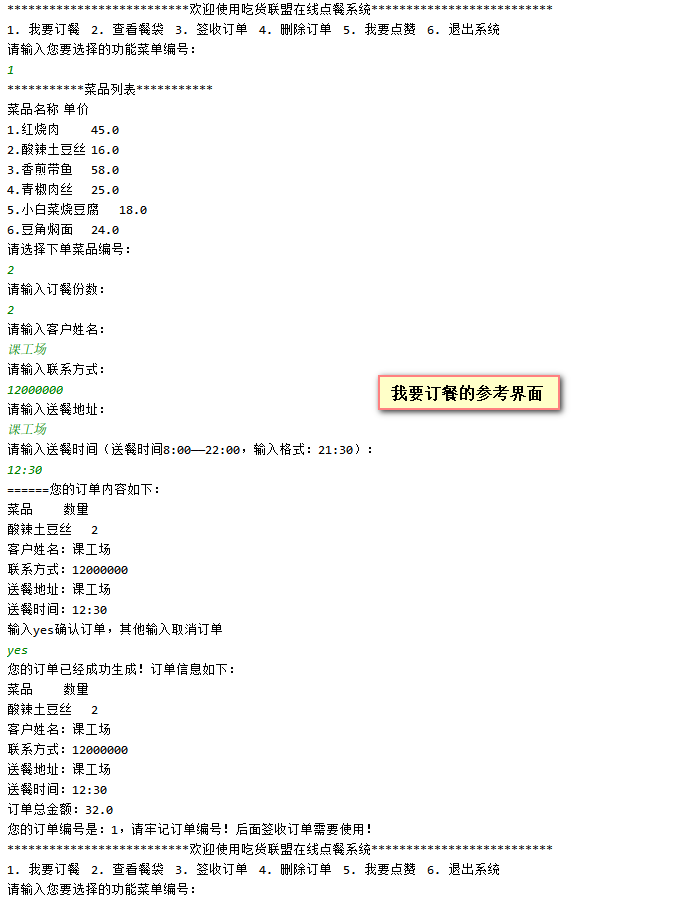 **************************欢迎使用吃货联盟在线点餐系统**************************
1. 我要订餐 2. 查看餐袋 3. 签收订单 4. 删除订单 5. 我要点赞 6. 退出系统
请输入您要选择的功能菜单编号:
1
***********菜品列表***********
菜品名称 单价
1.红烧肉 45.0
2.酸辣土豆丝 16.0
3.香煎带鱼 58.0
4.青椒肉丝 25.0
5.小白菜烧豆腐 18.0
6.豆角焖面 24.0
请选择下单菜品编号:
2
请输入订餐份数:
2
请输入客户姓名:
课工场
请输入联系方式:
12000000
我要订餐的参考界面
请输入送餐地址:
课工场
请输入送餐时间（送餐时间8:00——22:00，输入格式：21:30）:
12:30
======您的订单内容如下:
菜品 数量
酸辣土豆丝 2
客户姓名：课工场
联系方式：12000000
送餐地址：课工场
送餐时间：12:30
输入yes确认订单，其他输入取消订单
yes
您的订单已经成功生成！订单信息如下:
菜品 数量
酸辣土豆丝 2
客户姓名：课工场
联系方式：12000000
送餐地址：课工场
送餐时间：12:30
订单总金额：32.0
您的订单编号是：1，请牢记订单编号！后面签收订单需要使用！
**************************欢迎使用吃货联盟在线点餐系统**************************
1. 我要订餐 2. 查看餐袋 3. 签收订单 4. 删除订单 5. 我要点赞 6. 退出系统
请输入您要选择的功能菜单编号: